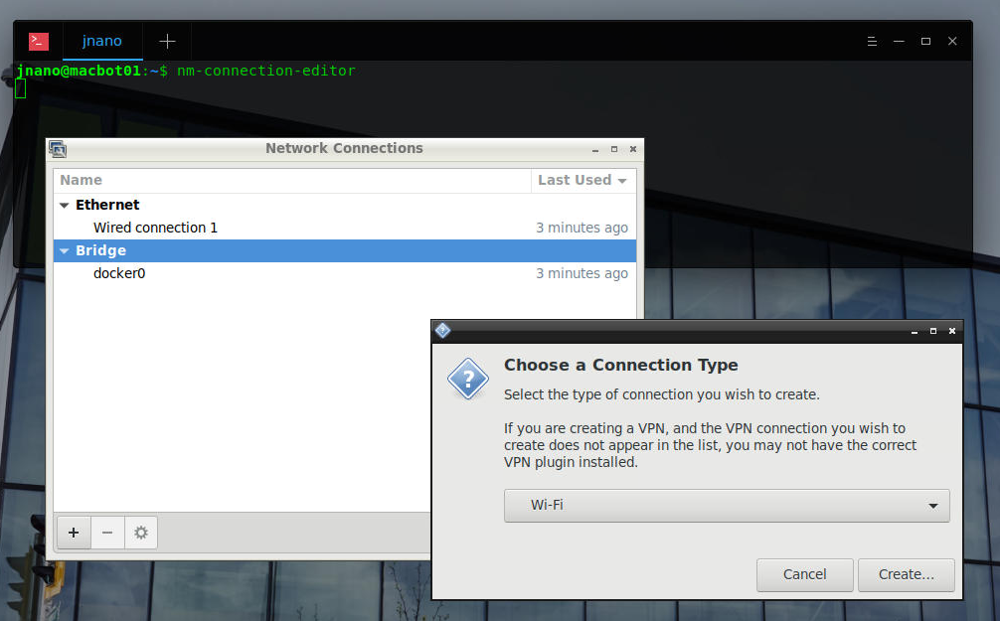 jnano
jnano@macbot01:~$ nm-connection-editor
Network Connections
Name Last Used
Ethernet
Wired connection 1 3 minutes ago
Bridge
docker0 3 minutes ago
Choose a Connection Type
Select the type of connection you wish to create.
If you are creating a VPN, and the VPN connection you wish to
create does not appear in the list, you may not have the correct
VPN plugin installed.
Wi-Fi
Cancel Create...